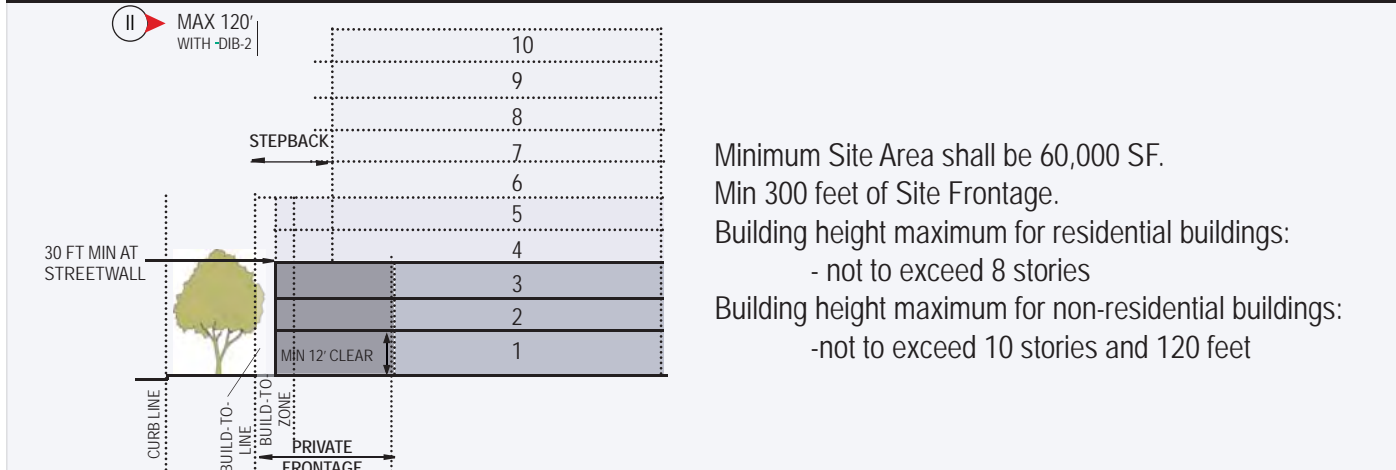 II
MAX 120'
WITH -DIB-2
10
9
8
STEPBACK
7
6
5
30 FT MIN AT
STREETWALL
4
3
2
MIN 12' CLEAR
1
CURB LINE
BUILD-TO-
LINE
BUILD-TO-
ZONE
PRIVATE
FRONTAGE
Minimum Site Area shall be 60,000 SF.
Min 300 feet of Site Frontage.
Building height maximum for residential buildings:
- not to exceed 8 stories
Building height maximum for non-residential buildings:
-not to exceed 10 stories and 120 feet